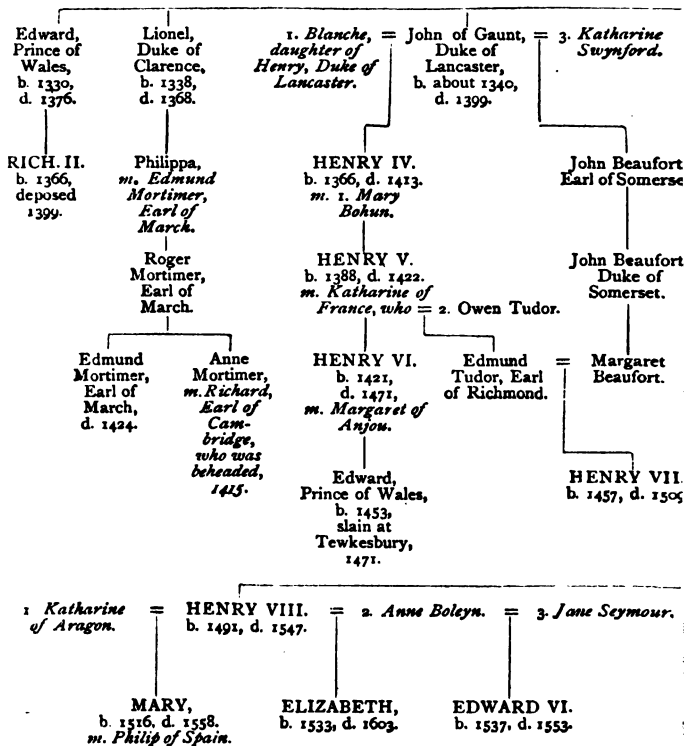 Edward,
Prince of
Wales,
b. 1330,
d. 1376.
Lionel,
Duke of
Clarence,
b. 1338,
d. 1368.
1. Blanche,
daughter of
Henry, Duke of
Lancaster.
= John of Gaunt, =
Duke of
Lancaster,
b. about 1340,
d. 1399.
3. Katharine
Swynford.
RICH. II.
b. 1366,
deposed
1399.
Philippa,
m. Edmund
Mortimer,
Earl of
March.
HENRY IV.
b. 1366, d. 1413.
m. 1. Mary
Bohun.
John Beaufort
Earl of Somerse
Roger
Mortimer,
Earl of
March.
HENRY V.
b. 1388, d. 1422.
m. Katharine of
France, who = 2. Owen Tudor.
John Beaufort
Duke of
Somerset.
Edmund
Mortimer,
Earl of
March,
d. 1424.
Anne
Mortimer,
m. Richard,
Earl of
Cam-
bridge,
who was
beheaded,
1415.
HENRY VI.
b. 1421,
d. 1471,
m. Margaret of
Anjou.
Edmund =
Tudor, Earl
of Richmond.
Margaret
Beaufort.
Edward,
Prince of Wales,
b. 1453,
slain at
Tewkesbury,
1471.
HENRY VII.
b. 1457, d. 1509
1 Katharine
of Aragon.
= HENRY VIII. =
b. 1491, d. 1547.
2. Anne Boleyn. = 3. Jane Seymour.
MARY,
b. 1516, d. 1558.
m. Philip of Spain.
ELIZABETH,
b. 1533, d. 1603.
EDWARD VI.
b. 1537, d. 1553.